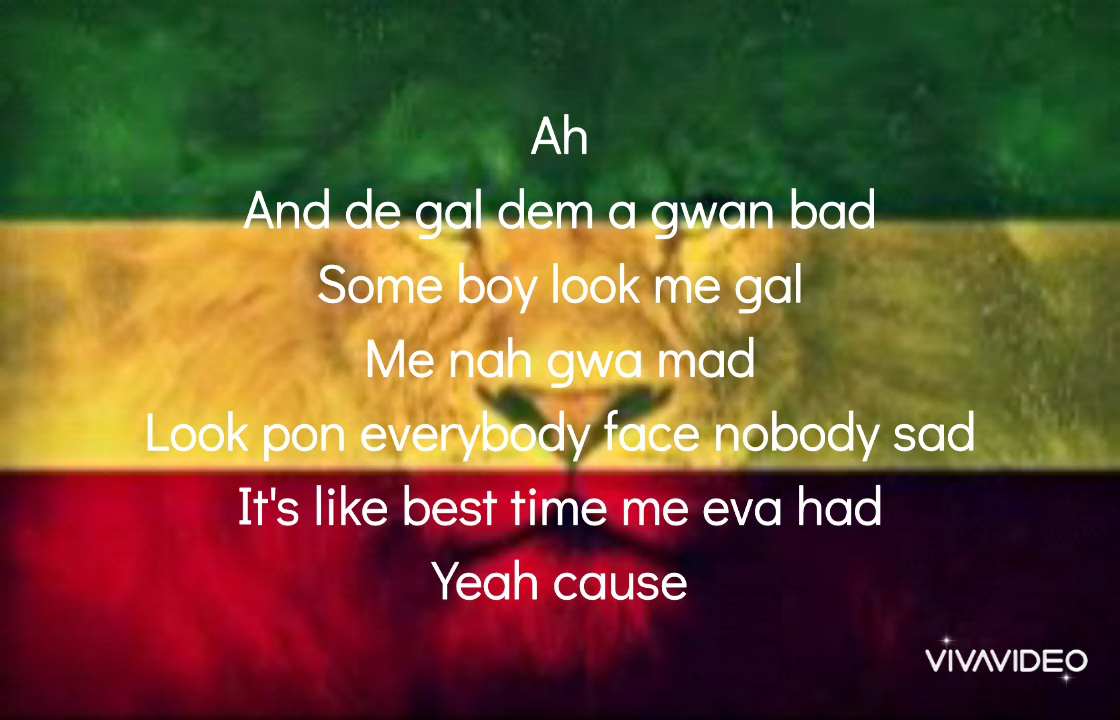 Ah
And de gal dem a gwan bad
Some boy look me gal
Me nah gwa mad
Look pon everybody face nobody sad
It's like best time me eva had
Yeah cause
VIVAVIDEO